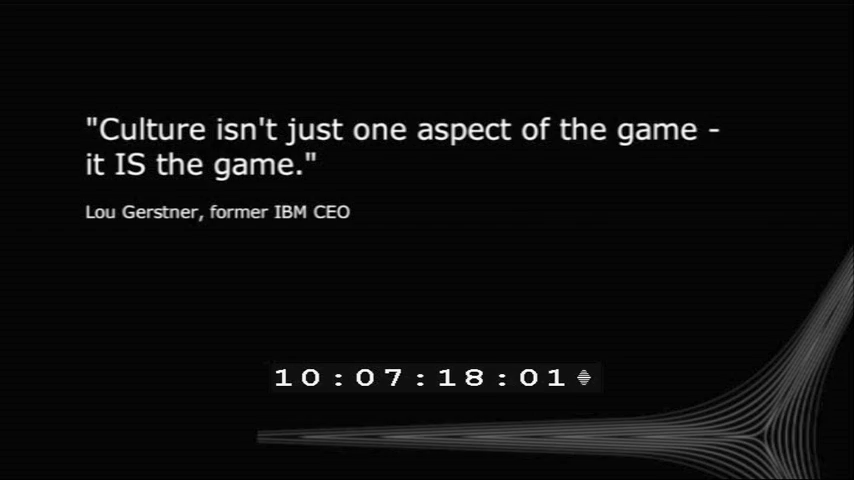 "Culture isn't just one aspect of the game -
it IS the game."
Lou Gerstner, former IBM CEO
10:07:18:01